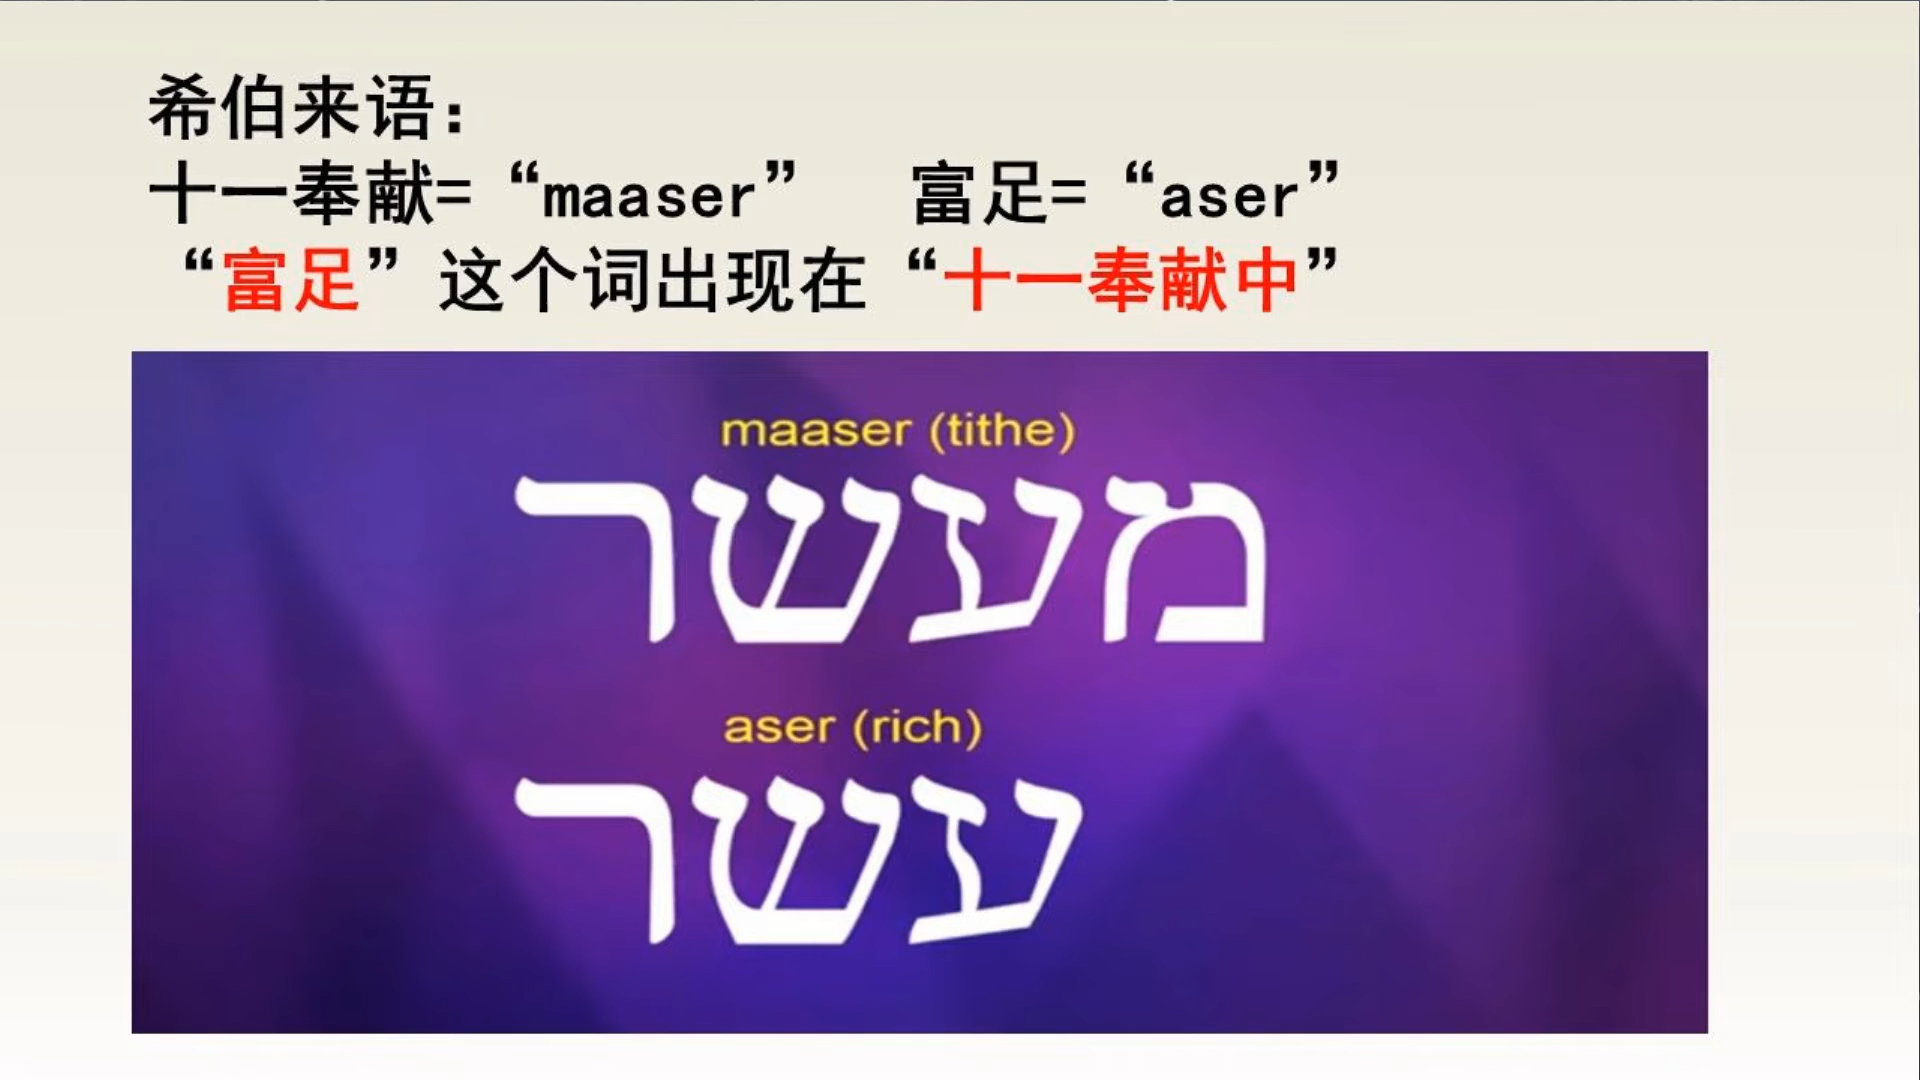 希伯来语：
十一奉献=“maaser”  富足=“aser”
“富足”这个词出现在“十一奉献中”
maaser (tithe)
מעשר
aser (rich)
עשר